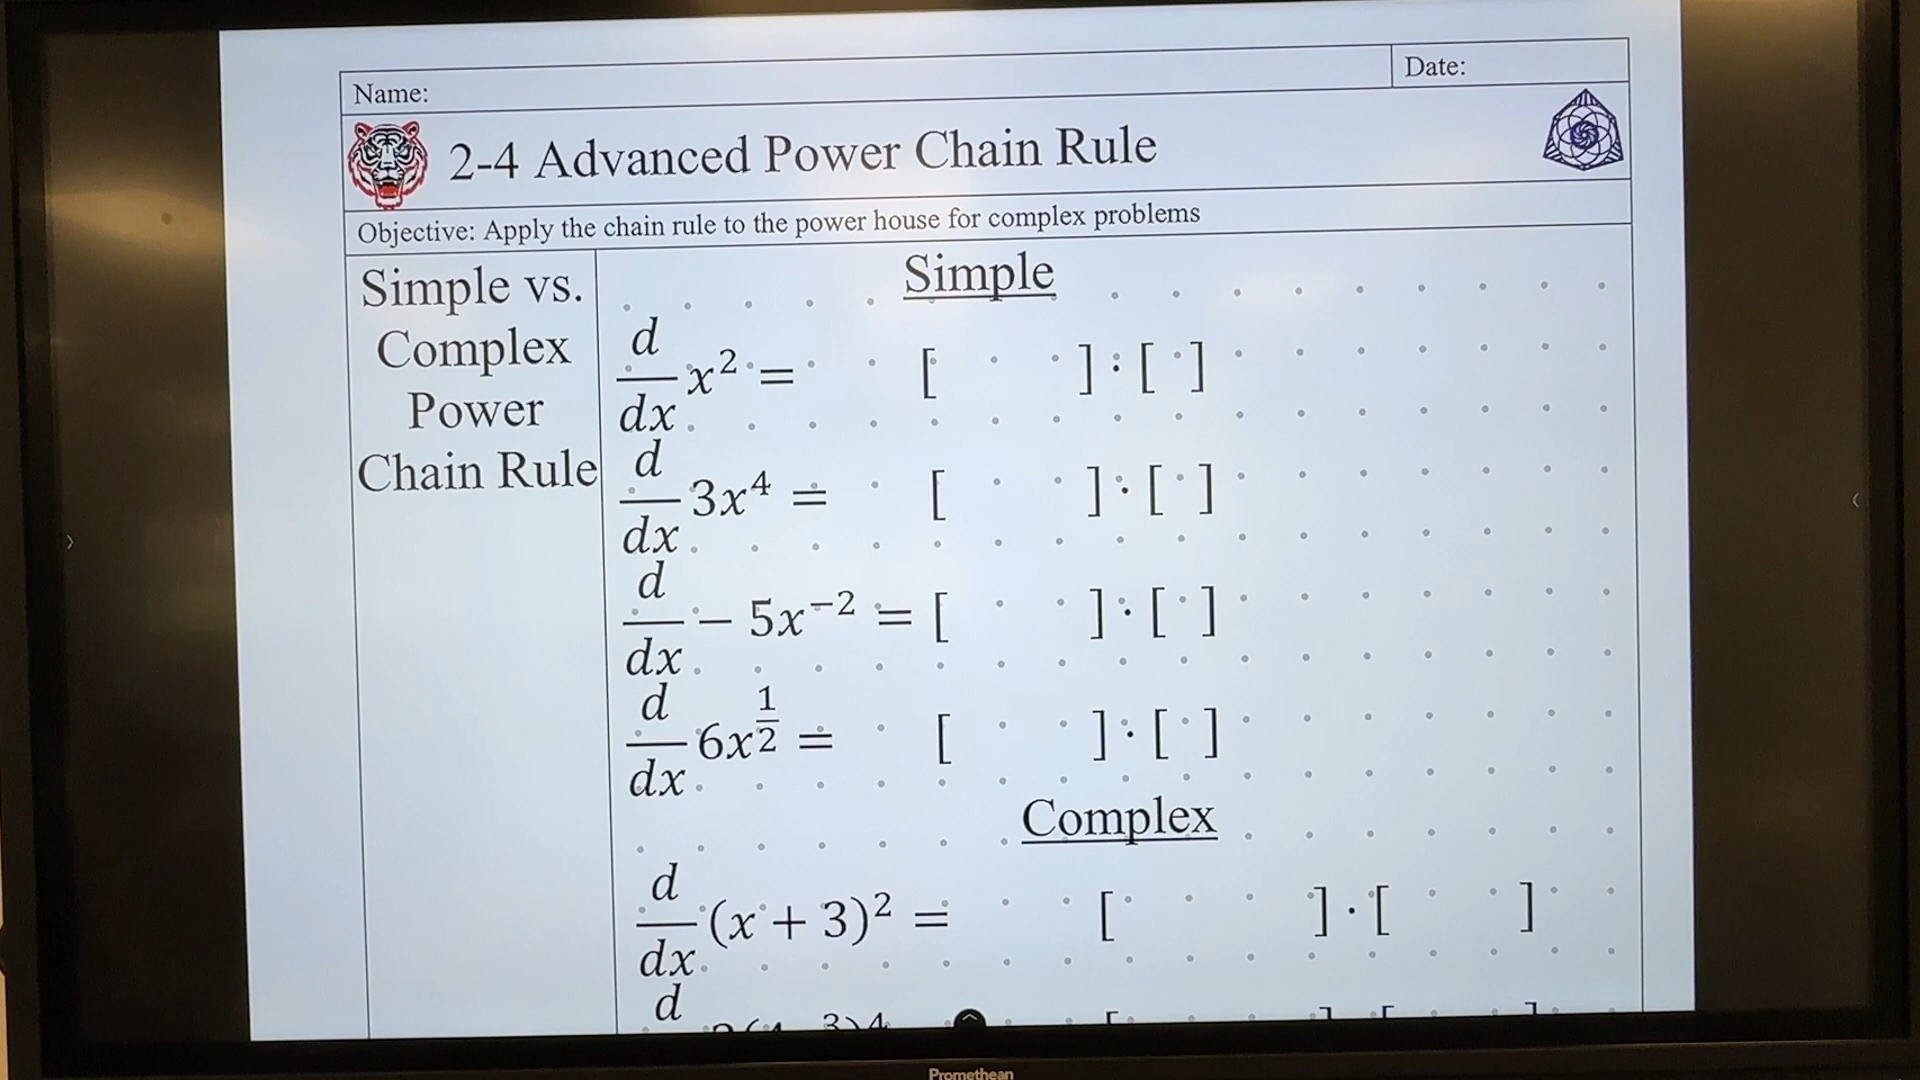 Name:
Date:
2-4 Advanced Power Chain Rule
Objective: Apply the chain rule to the power house for complex problems
Simple vs.
Complex
Power
Chain Rule
Simple
d/dx x² = [ ] · [ ]
d/dx 3x⁴ = [ ] · [ ]
d/dx − 5x⁻² = [ ] · [ ]
d/dx 6x^(1/2) = [ ] · [ ]
Complex
d/dx (x + 3)² = [ ] · [ ]
d
Promethean